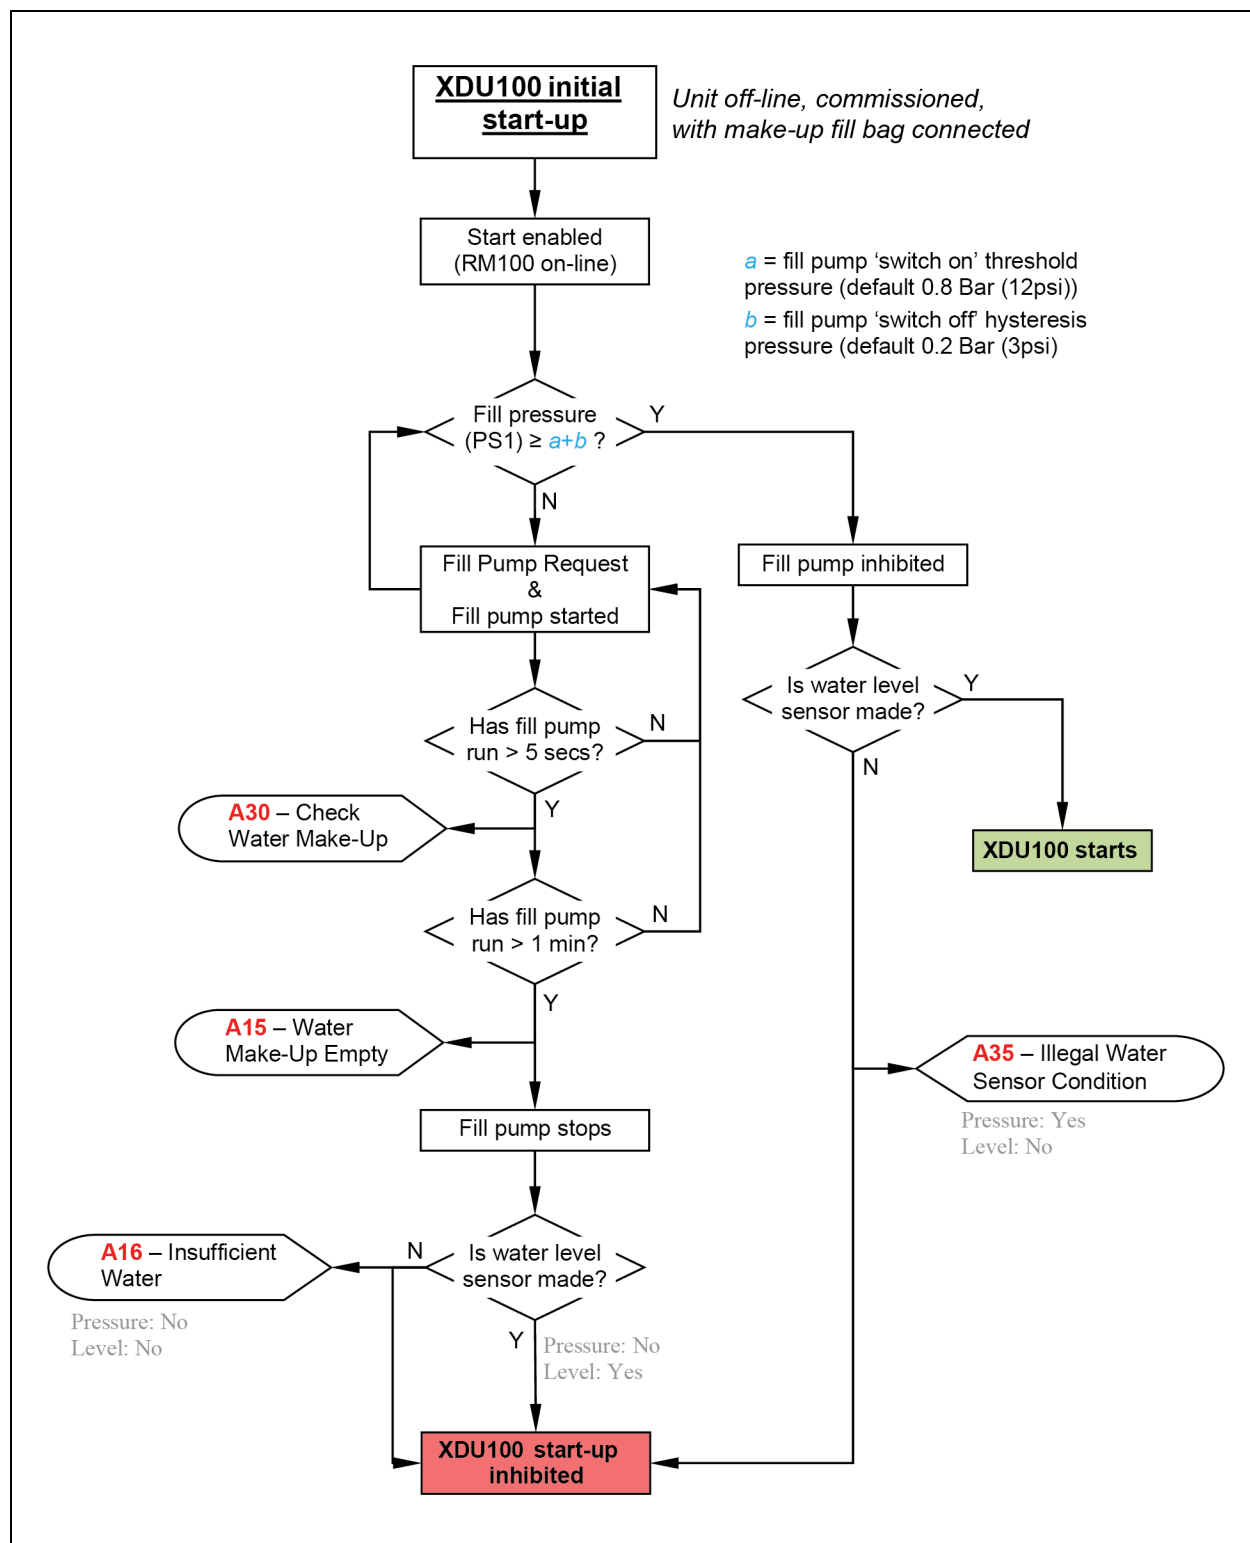 XDU100 initial
start-up
Unit off-line, commissioned,
with make-up fill bag connected
Start enabled
(RM100 on-line)
a = fill pump ‘switch on’ threshold
pressure (default 0.8 Bar (12psi))
b = fill pump ‘switch off’ hysteresis
pressure (default 0.2 Bar (3psi)
Fill pressure
(PS1) ≥ a+b ?
Y
N
Fill Pump Request
&
Fill pump started
Fill pump inhibited
Is water level
sensor made?
Y
N
Has fill pump
run > 5 secs?
N
Y
A30 – Check
Water Make-Up
XDU100 starts
Has fill pump
run > 1 min?
N
Y
A15 – Water
Make-Up Empty
A35 – Illegal Water
Sensor Condition
Pressure: Yes
Level: No
Fill pump stops
Is water level
sensor made?
N
A16 – Insufficient
Water
Pressure: No
Level: No
Y
Pressure: No
Level: Yes
XDU100 start-up
inhibited